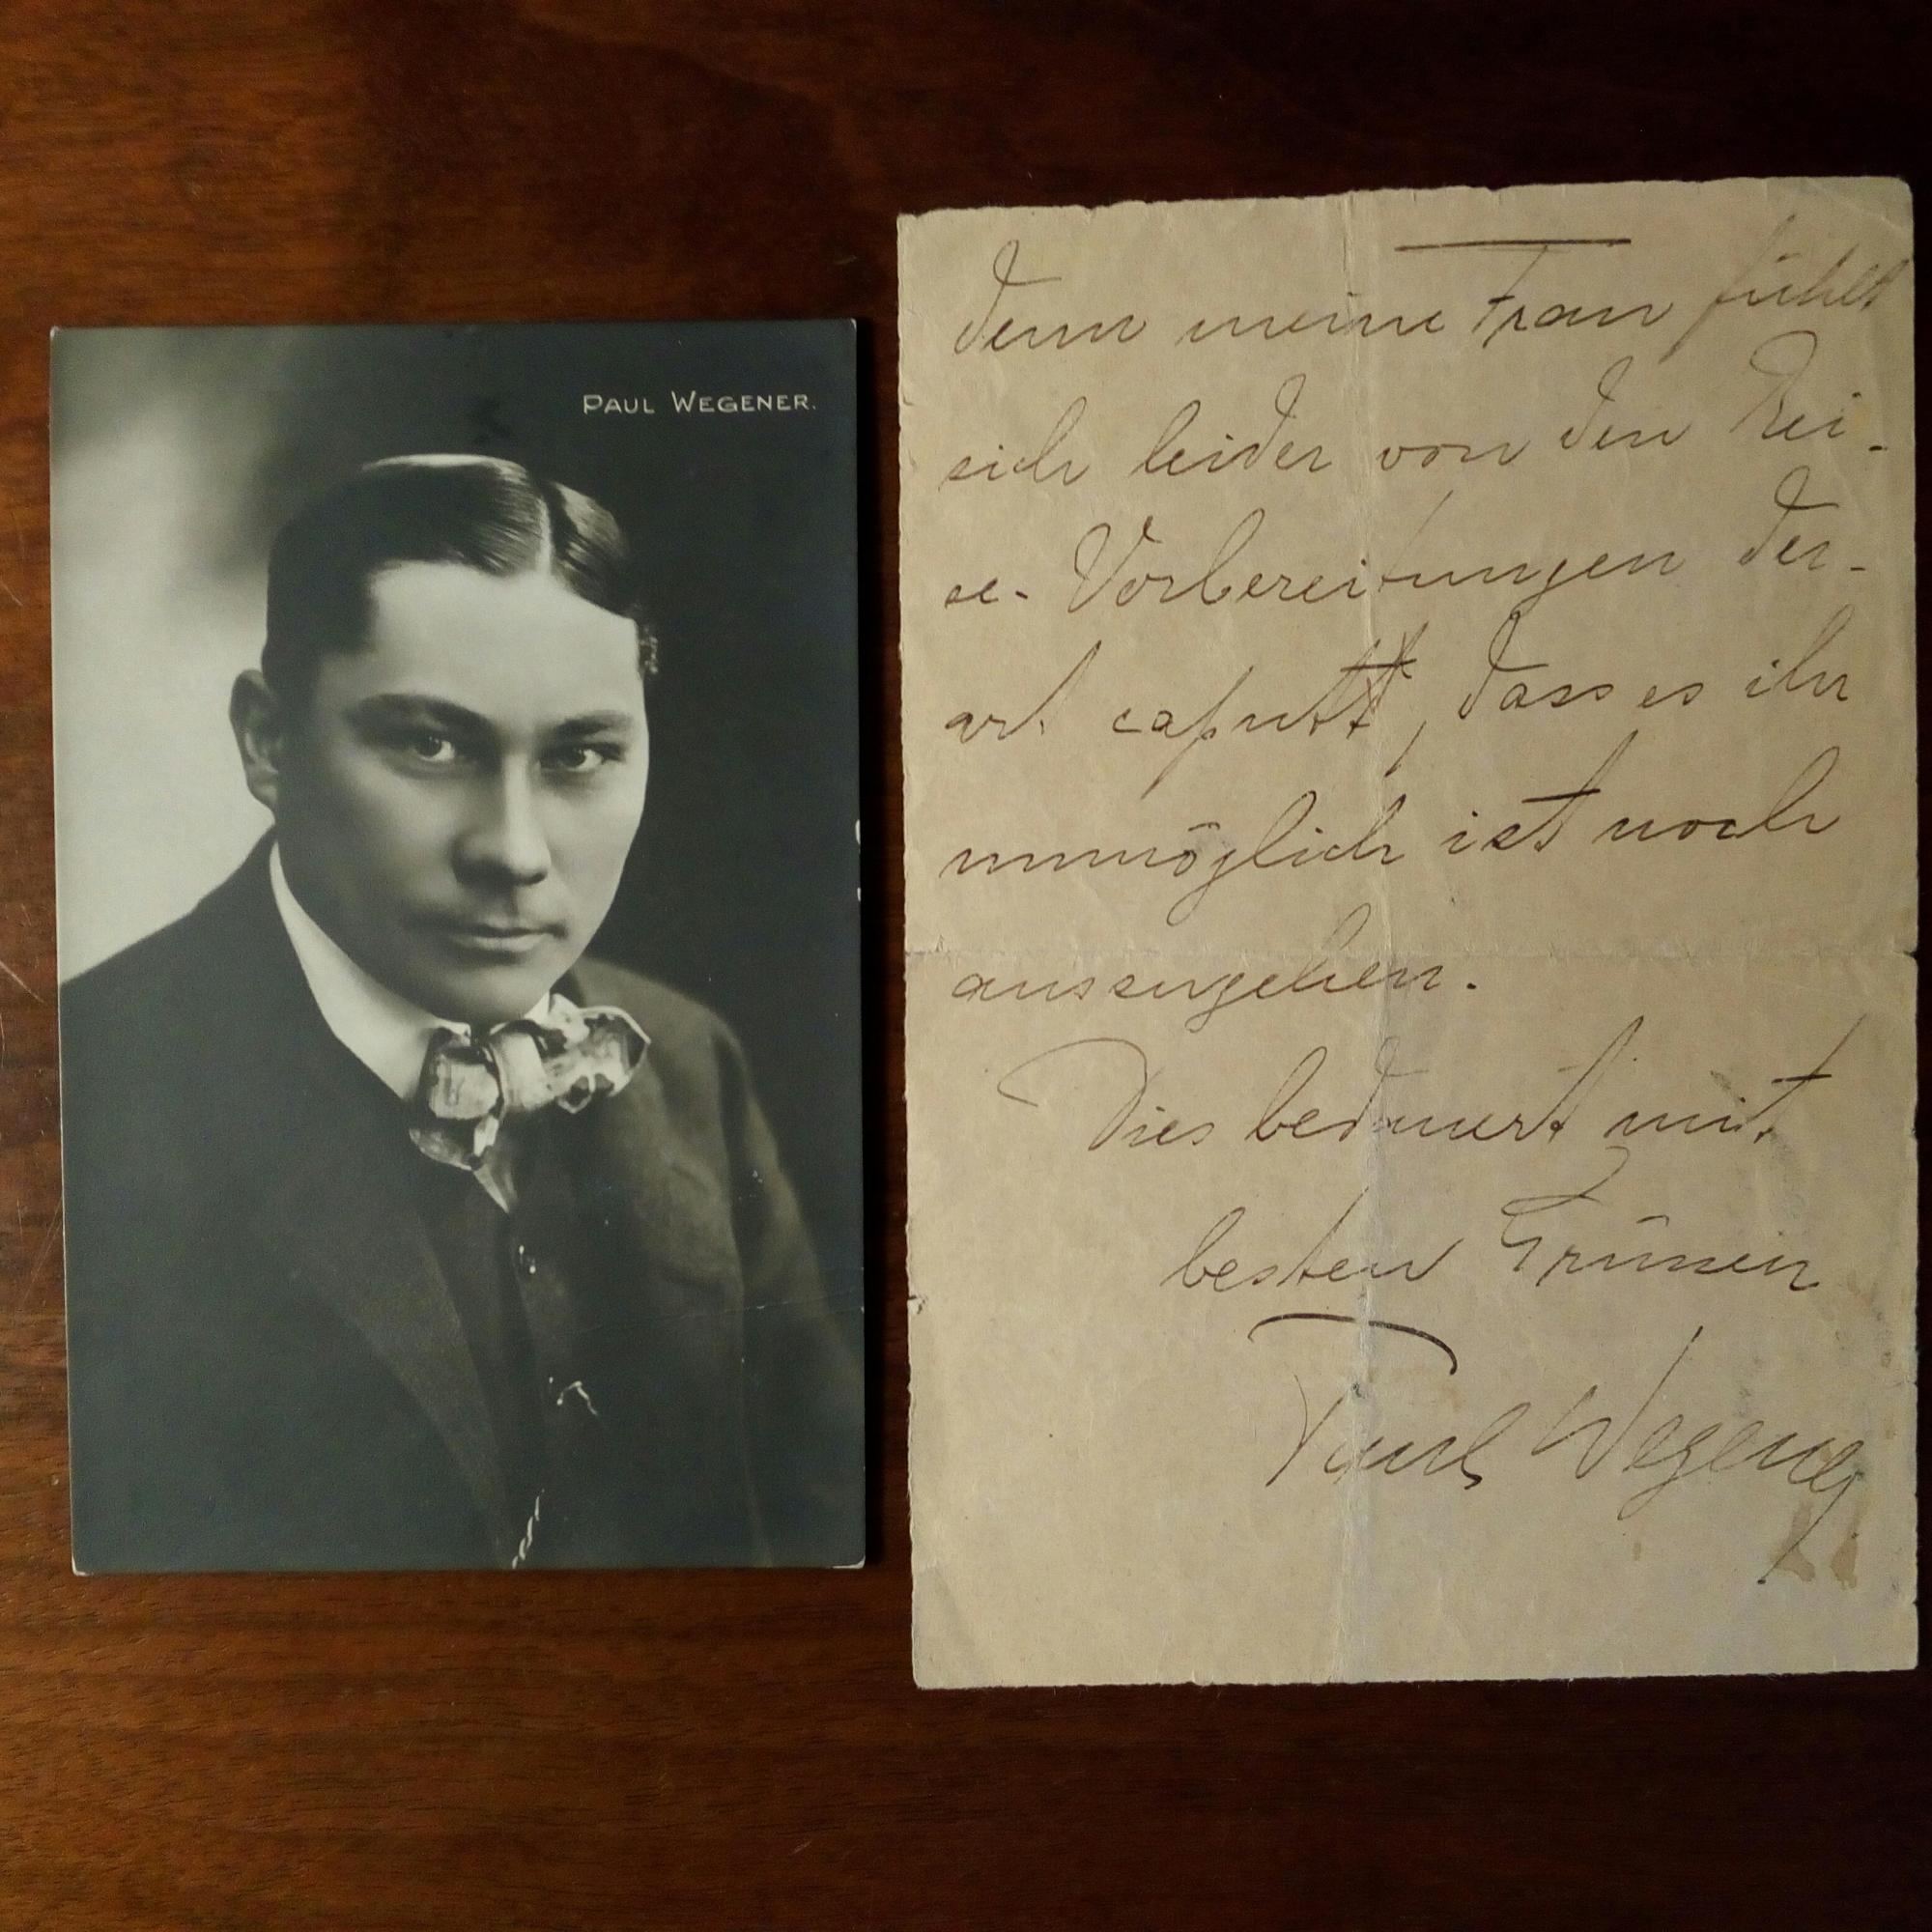 PAUL WEGENER.
denn meine Frau fühlt
sich leider von den Rei-
se-Vorbereitungen der-
art caputt, dass es ihr
unmöglich ist noch
auszugehen.
Dies bedauert mit
besten Grüssen
Paul Wegener